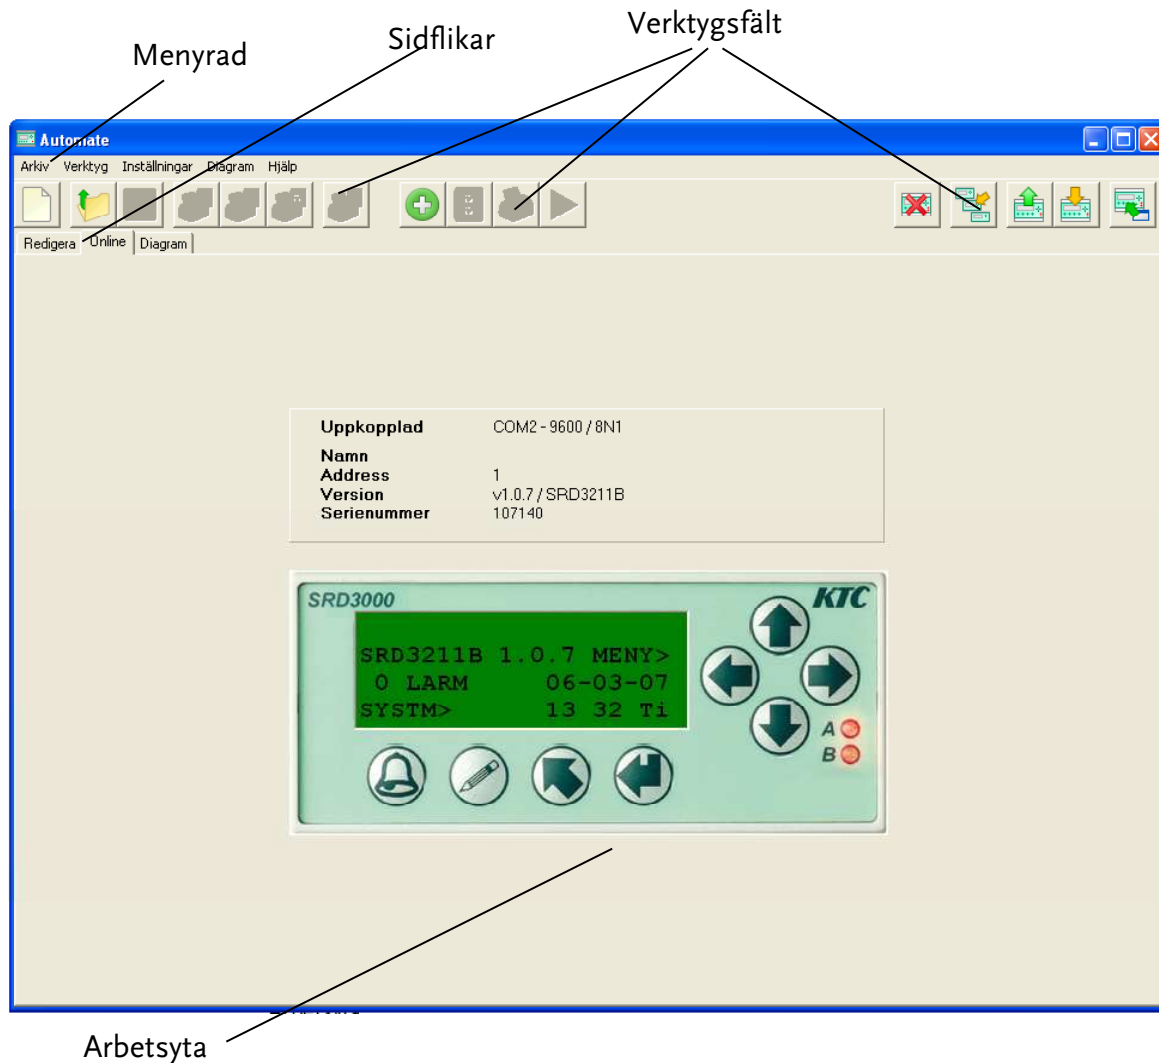 Verktygsfält
Sidflikar
Menyrad
Automate
Arkiv Verktyg Inställningar Diagram Hjälp
Redigera Online Diagram
Uppkopplad COM2 - 9600 / 8N1
Namn
Address 1
Version v1.0.7 / SRD3211B
Serienummer 107140
SRD3000 KTC
SRD3211B 1.0.7 MENY>
0 LARM 06-03-07
SYSTM> 13 32 Ti
A
B
Arbetsyta